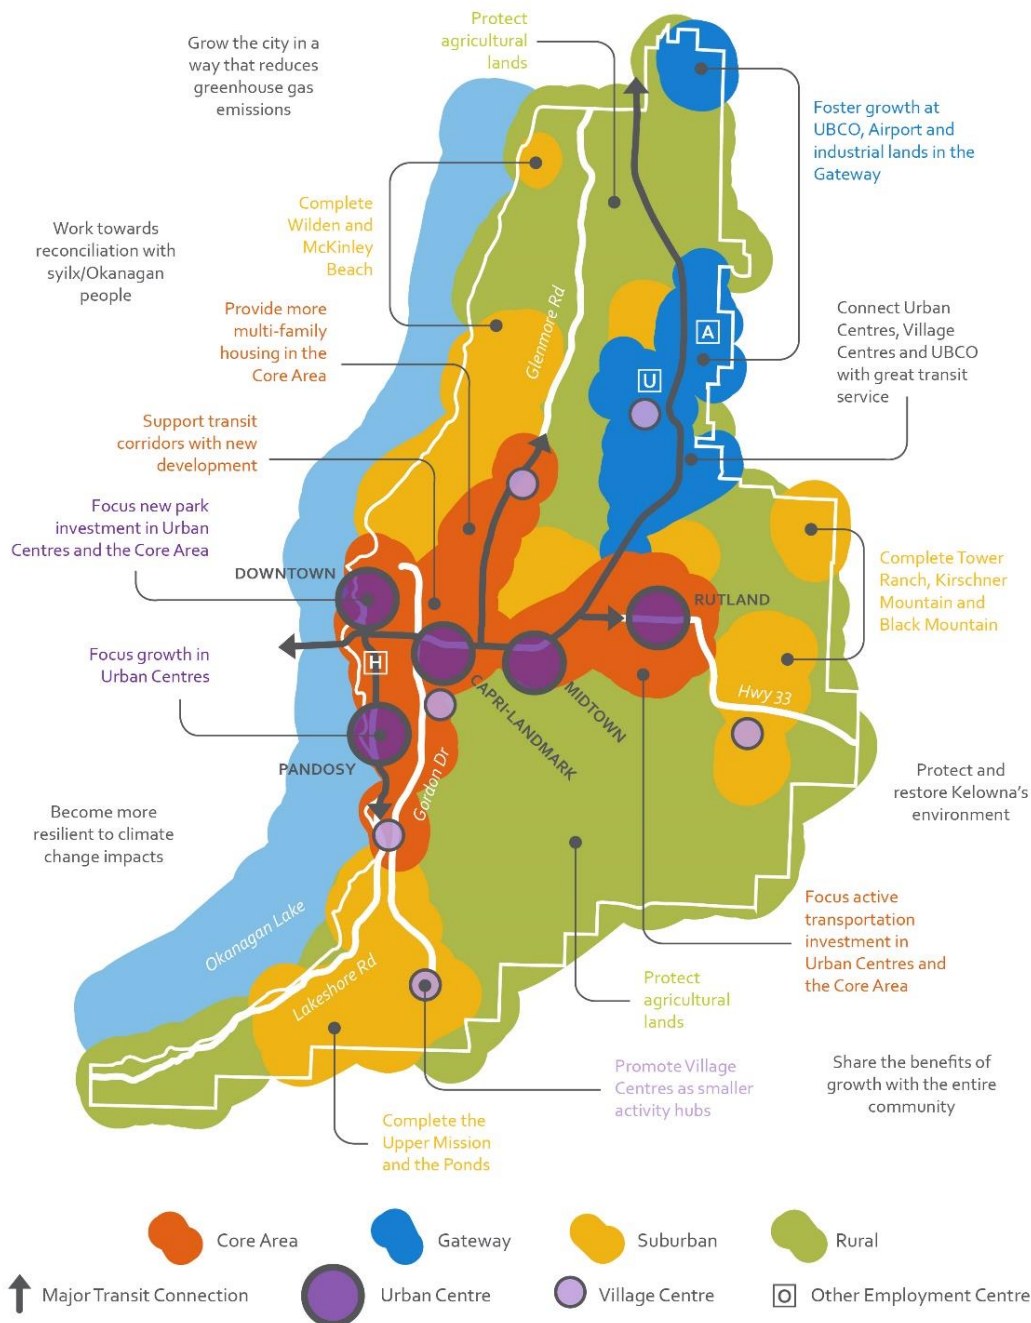 Grow the city in a
way that reduces
greenhouse gas
emissions
Protect
agricultural
lands
Foster growth at
UBCO, Airport and
industrial lands in the
Gateway
Complete
Wilden and
McKinley
Beach
Work towards
reconciliation with
syilx/Okanagan
people
Provide more
multi-family
housing in the
Core Area
Glenmore Rd
A
U
Connect Urban
Centres, Village
Centres and UBCO
with great transit
service
Support transit
corridors with new
development
Focus new park
investment in Urban
Centres and the Core Area
DOWNTOWN
RUTLAND
Complete Tower
Ranch, Kirschner
Mountain and
Black Mountain
Focus growth in
Urban Centres
H
CAPRI-LANDMARK
MIDTOWN
Hwy 33
PANDOSY
Gordon Dr
Protect and
restore Kelowna's
environment
Become more
resilient to climate
change impacts
Okanagan Lake
Lakeshore Rd
Focus active
transportation
investment in
Urban Centres and
the Core Area
Protect
agricultural
lands
Promote Village
Centres as smaller
activity hubs
Share the benefits of
growth with the entire
community
Complete the
Upper Mission
and the Ponds
Core Area
Gateway
Suburban
Rural
Major Transit Connection
Urban Centre
Village Centre
O
Other Employment Centre